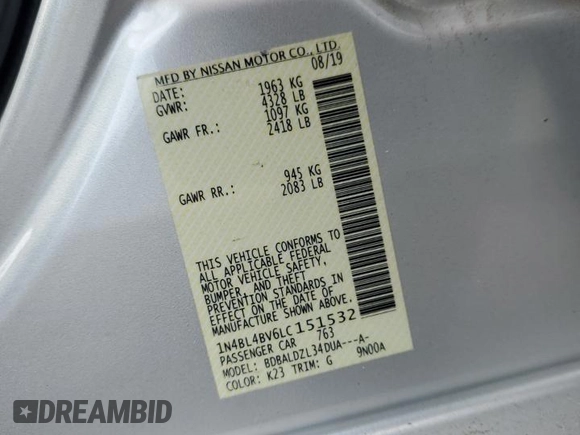 MFD BY NISSAN MOTOR CO., LTD.
DATE: 08/19
GVWR: 1963 KG
4328 LB
GAWR FR.: 1097 KG
2418 LB
GAWR RR.: 945 KG
2083 LB
THIS VEHICLE CONFORMS TO
ALL APPLICABLE FEDERAL
MOTOR VEHICLE SAFETY,
BUMPER, AND THEFT
PREVENTION STANDARDS IN
EFFECT ON THE DATE OF
MANUFACTURE SHOWN ABOVE.
1N4BL4BV6LC151532
PASSENGER CAR 763
MODEL: BDBALDZL34DUA---A-
COLOR: K23 TRIM: G 9N00A
DREAMBID